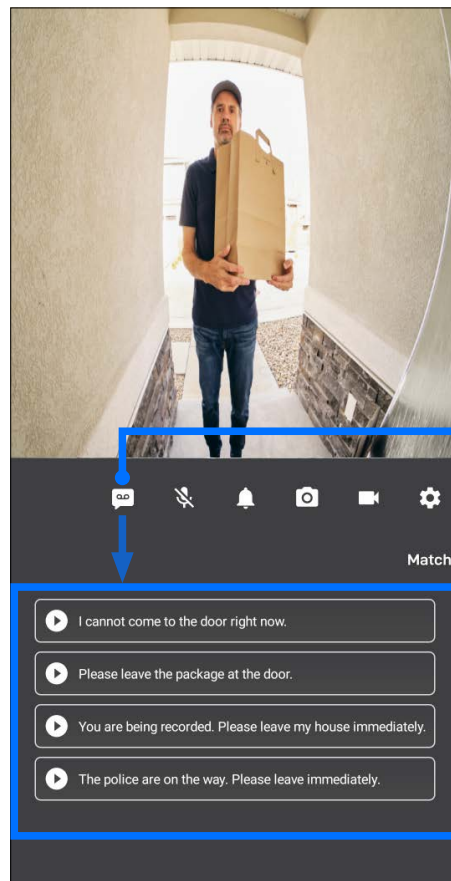 Match
I cannot come to the door right now.
Please leave the package at the door.
You are being recorded. Please leave my house immediately.
The police are on the way. Please leave immediately.